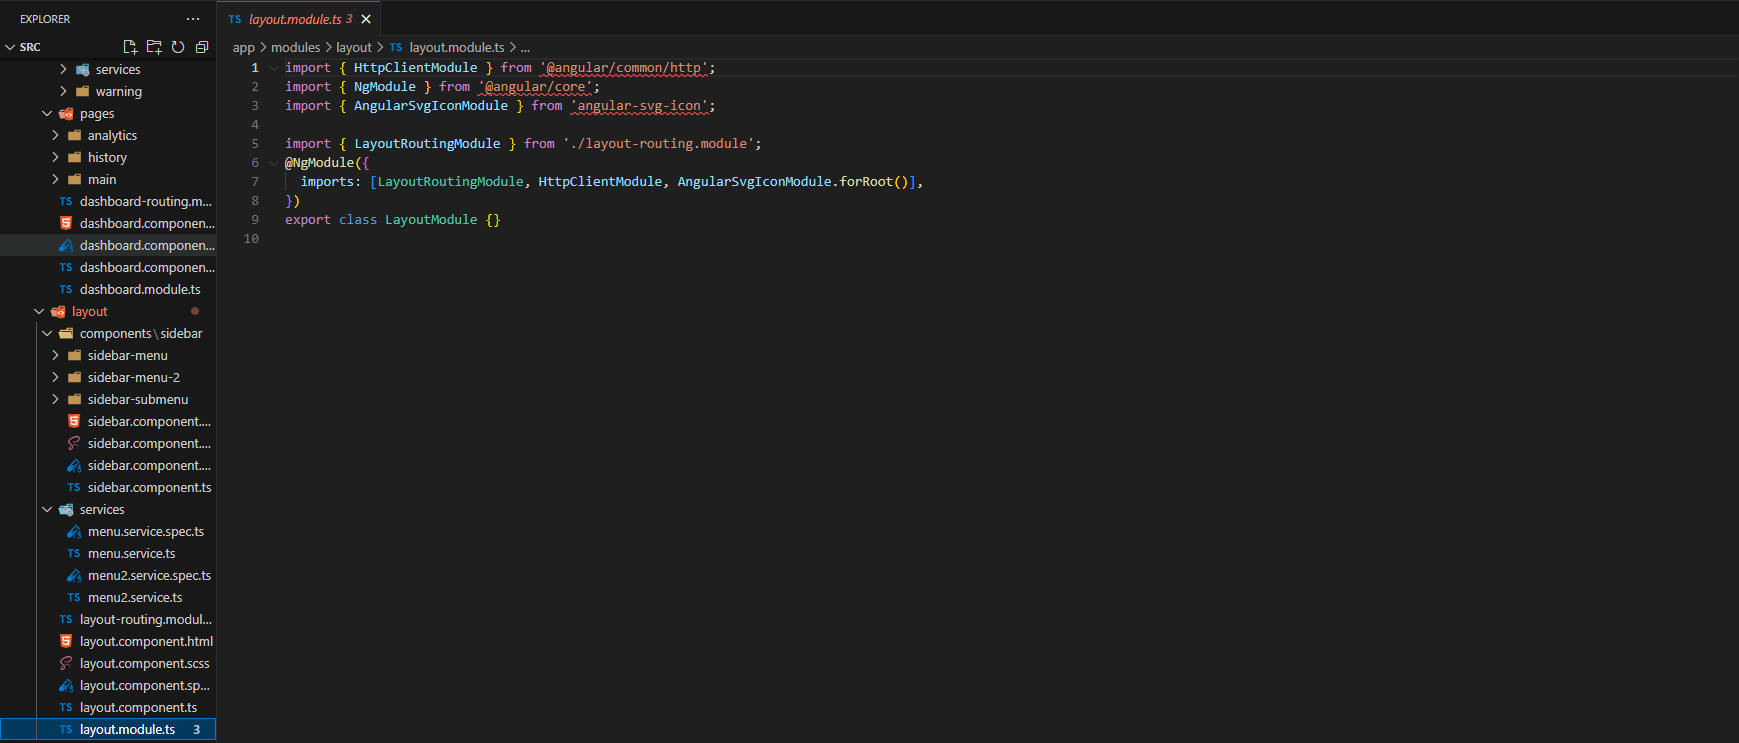 EXPLORER
SRC
services
warning
pages
analytics
history
main
dashboard-routing.m...
dashboard.componen...
dashboard.componen...
dashboard.componen...
dashboard.module.ts
layout
components\sidebar
sidebar-menu
sidebar-menu-2
sidebar-submenu
sidebar.component....
sidebar.component....
sidebar.component....
sidebar.component.ts
services
menu.service.spec.ts
menu.service.ts
menu2.service.spec.ts
menu2.service.ts
layout-routing.modul...
layout.component.html
layout.component.scss
layout.component.sp...
layout.component.ts
layout.module.ts 3
TS layout.module.ts 3
app > modules > layout > TS layout.module.ts > ...
1 import { HttpClientModule } from '@angular/common/http';
2 import { NgModule } from '@angular/core';
3 import { AngularSvgIconModule } from 'angular-svg-icon';
4
5 import { LayoutRoutingModule } from './layout-routing.module';
6 @NgModule({
7 imports: [LayoutRoutingModule, HttpClientModule, AngularSvgIconModule.forRoot()],
8 })
9 export class LayoutModule {}
10